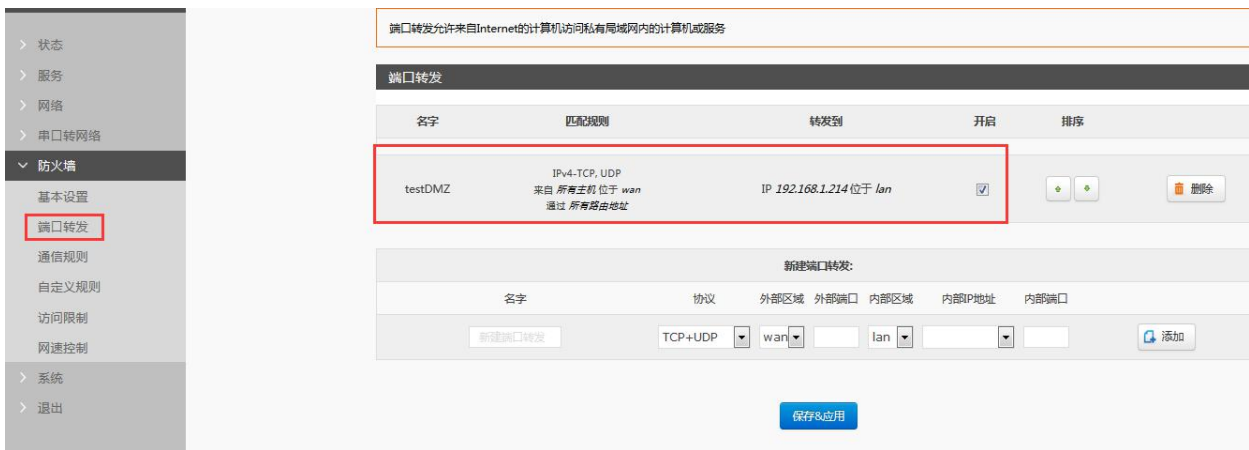 端口转发允许来自Internet的计算机访问私有局域网内的计算机或服务
状态
服务
网络
串口转网络
防火墙
基本设置
端口转发
通信规则
自定义规则
访问限制
网速控制
系统
退出
端口转发
名字 匹配规则 转发到 开启 排序
testDMZ
IPv4-TCP, UDP
来自 所有主机 位于 wan
通过 所有路由地址
IP 192.168.1.214 位于 lan
删除
新建端口转发:
名字 协议 外部区域 外部端口 内部区域 内部IP地址 内部端口
新建端口转发 TCP+UDP wan lan 添加
保存&应用